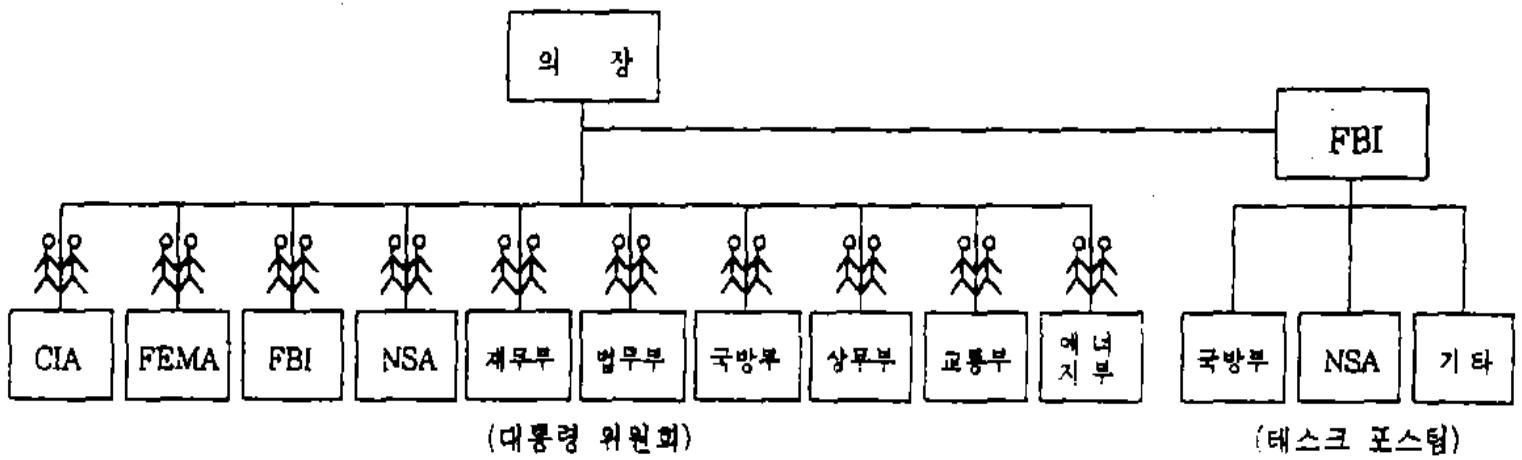 의 장
FBI
CIA
FEMA
FBI
NSA
재무부
법무부
국방부
상무부
교통부
에너
지부
국방부
NSA
기타
(대통령 위원회)
(태스크 포스팀)